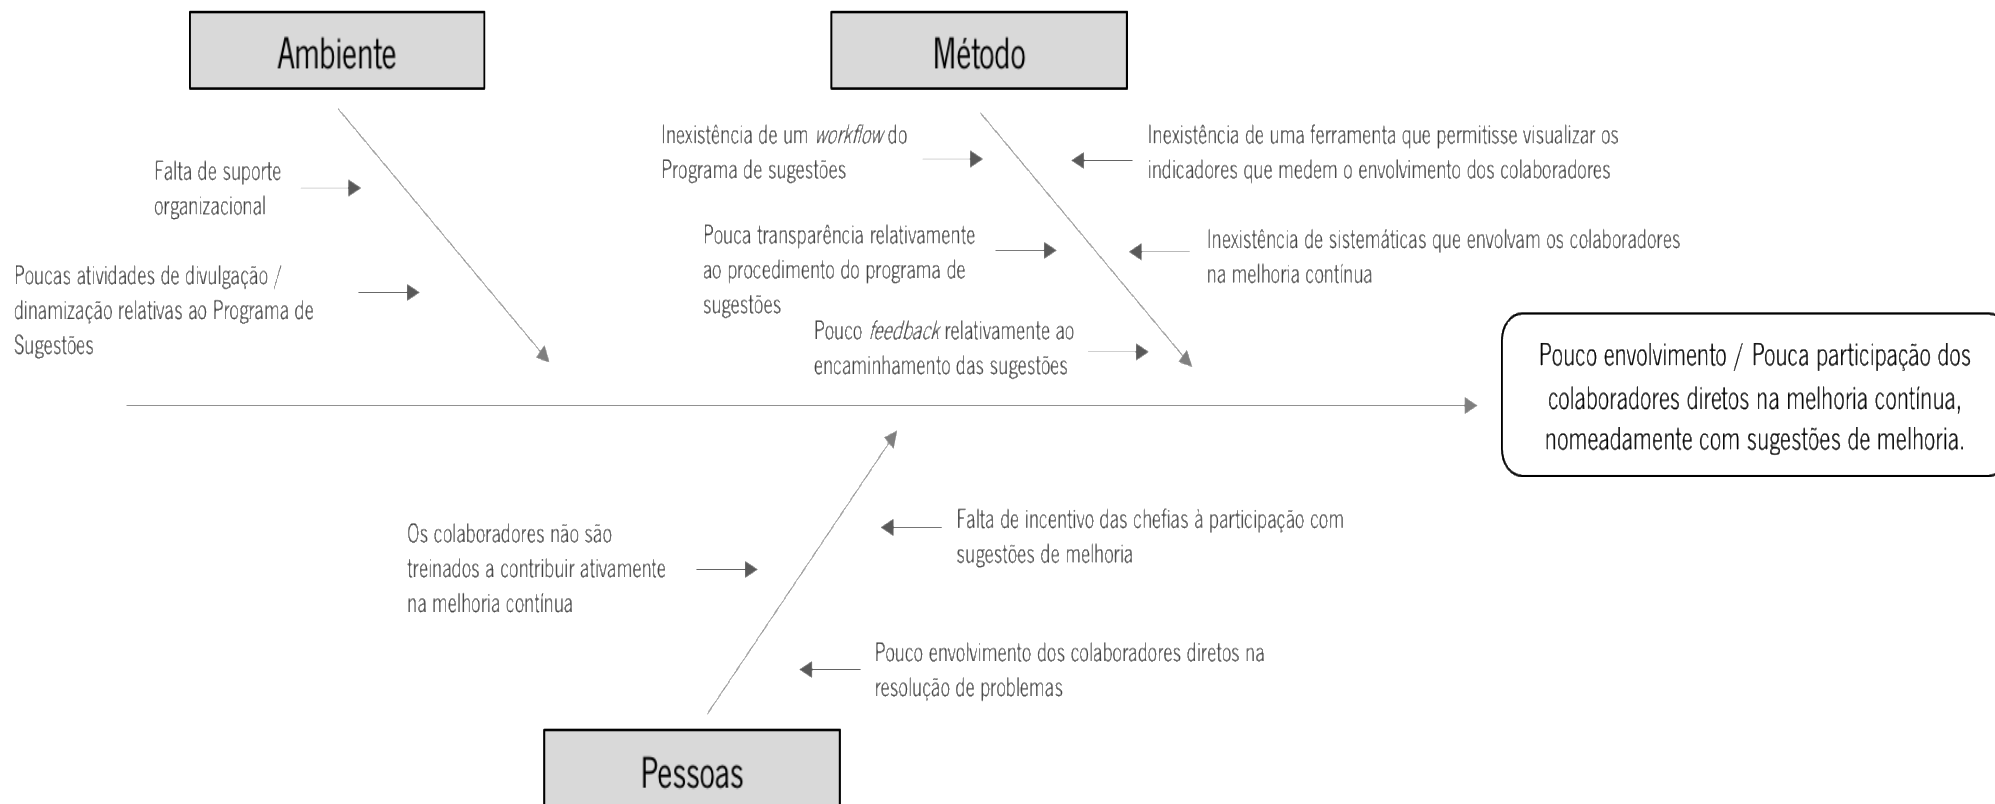 Ambiente
Falta de suporte
organizacional
Poucas atividades de divulgação /
dinamização relativas ao Programa de
Sugestões
Método
Inexistência de um workflow do
Programa de sugestões
Pouca transparência relativamente
ao procedimento do programa de
sugestões
Pouco feedback relativamente ao
encaminhamento das sugestões
Inexistência de uma ferramenta que permitisse visualizar os
indicadores que medem o envolvimento dos colaboradores
Inexistência de sistemáticas que envolvam os colaboradores
na melhoria contínua
Pouco envolvimento / Pouca participação dos
colaboradores diretos na melhoria contínua,
nomeadamente com sugestões de melhoria.
Os colaboradores não são
treinados a contribuir ativamente
na melhoria contínua
Falta de incentivo das chefias à participação com
sugestões de melhoria
Pouco envolvimento dos colaboradores diretos na
resolução de problemas
Pessoas